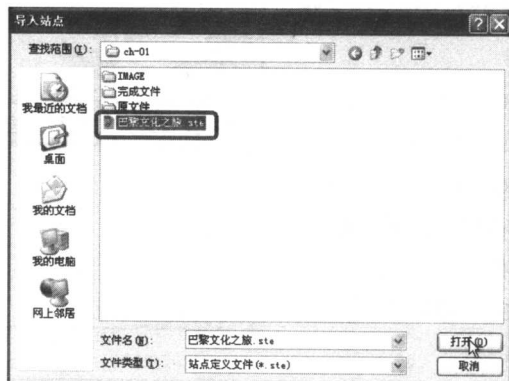 导入站点
查找范围(I): ch-01
IMAGE
完成文件
原文件
巴黎文化之旅.ste
我最近的文档
桌面
我的文档
我的电脑
网上邻居
文件名(N): 巴黎文化之旅.ste 打开(O)
文件类型(T): 站点定义文件(*.ste) 取消